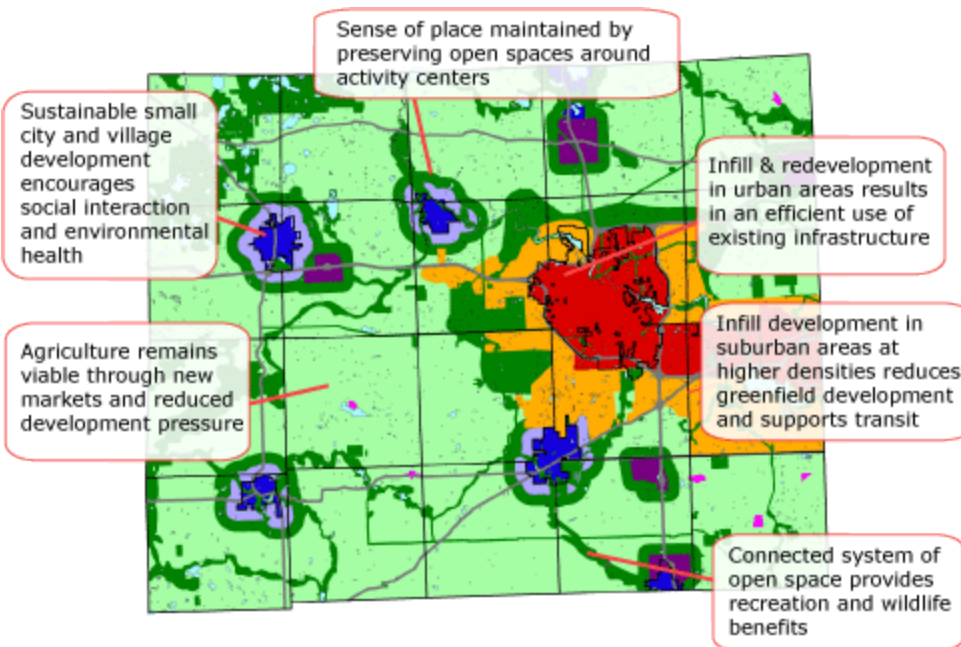 Sense of place maintained by
preserving open spaces around
activity centers
Sustainable small
city and village
development
encourages
social interaction
and environmental
health
Infill & redevelopment
in urban areas results
in an efficient use of
existing infrastructure
Infill development in
suburban areas at
higher densities reduces
greenfield development
and supports transit
Agriculture remains
viable through new
markets and reduced
development pressure
Connected system of
open space provides
recreation and wildlife
benefits